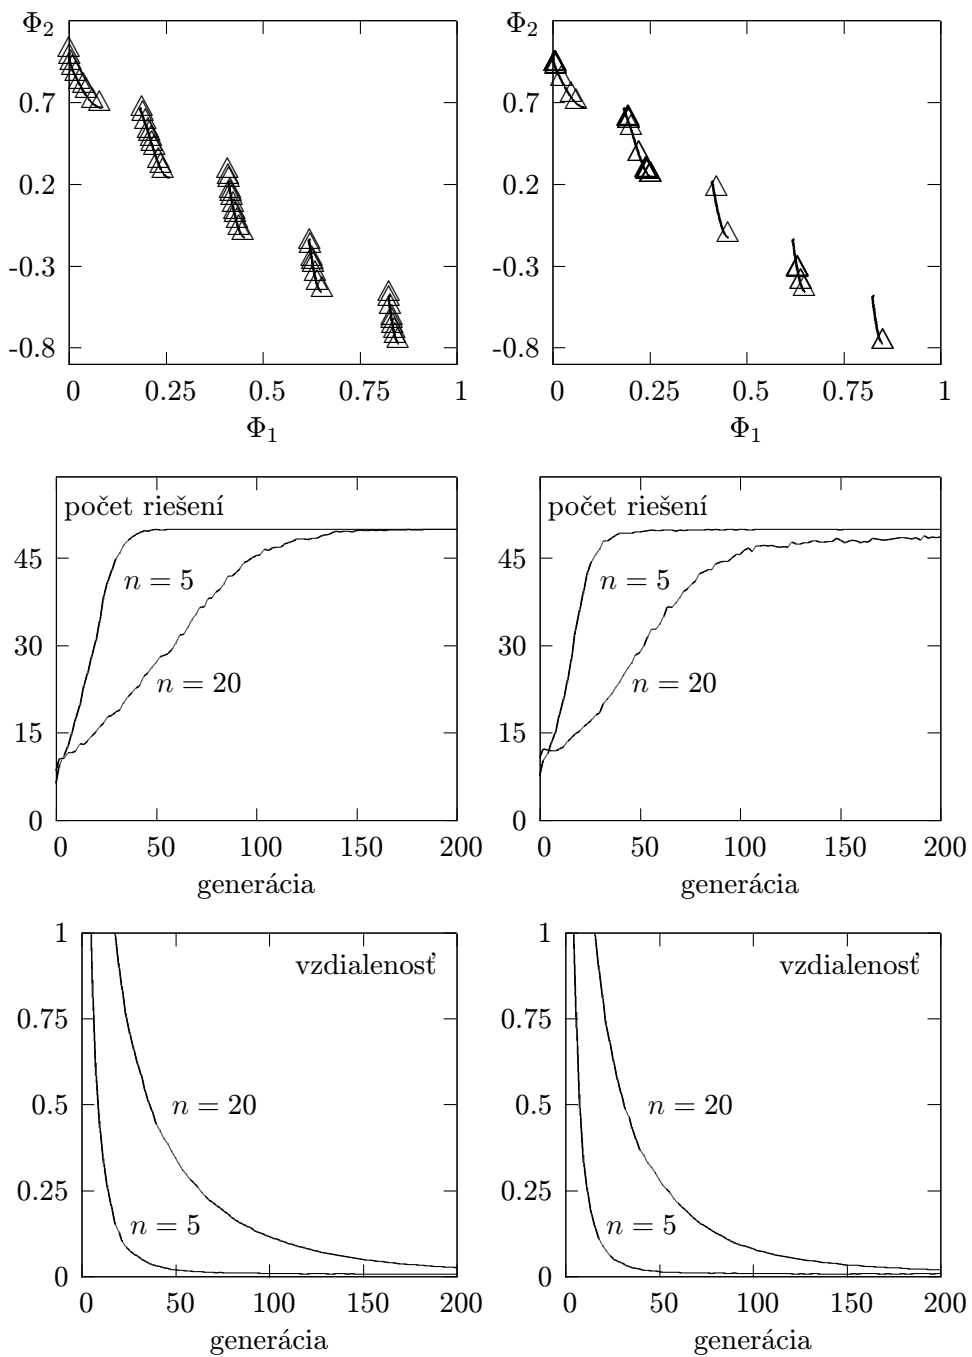 Φ2
0.7
0.2
-0.3
-0.8
0 0.25 0.5 0.75 1
Φ1
Φ2
0.7
0.2
-0.3
-0.8
0 0.25 0.5 0.75 1
Φ1
počet riešení
45
30
15
0
n = 5
n = 20
0 50 100 150 200
generácia
počet riešení
45
30
15
0
n = 5
n = 20
0 50 100 150 200
generácia
1
vzdialenosť
0.75
0.5
n = 20
0.25
n = 5
0
0 50 100 150 200
generácia
1
vzdialenosť
0.75
0.5
n = 20
0.25
n = 5
0
0 50 100 150 200
generácia